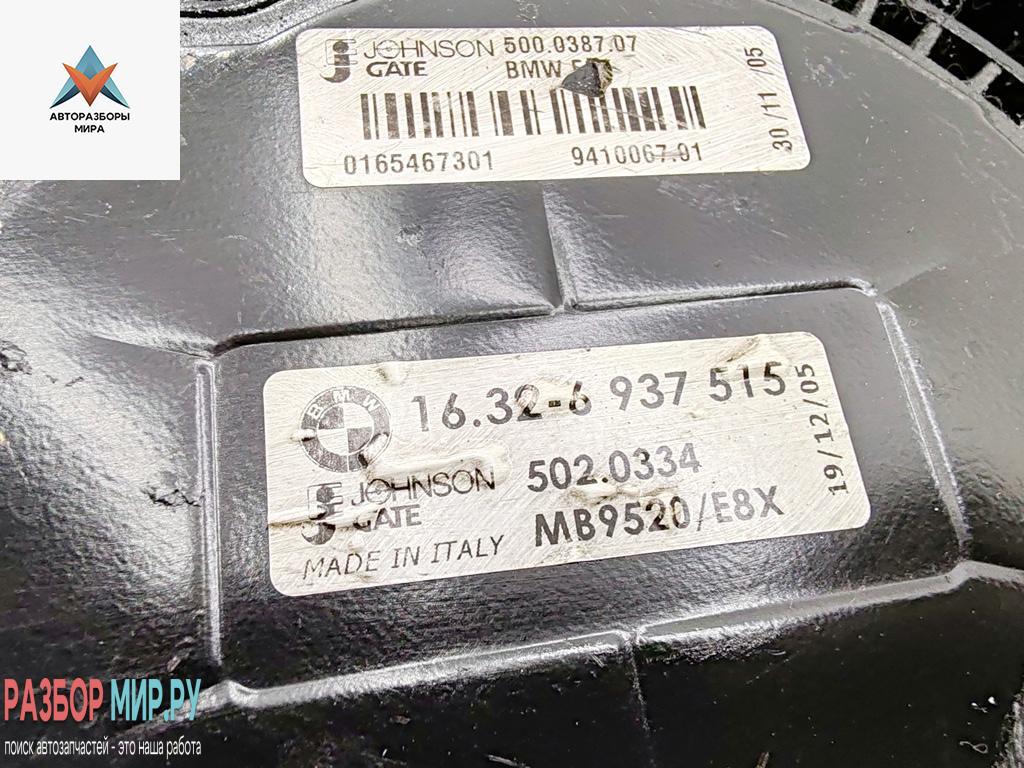 АВТОРАЗБОРЫ
МИРА
JOHNSON
GATE
500.0387.07
BMW
30/11/05
0165467301
9410067.01
BMW
16.32-6 937 515
JOHNSON
GATE
502.0334
MB9520/E8X
19/12/05
MADE IN ITALY
РАЗБОР МИР.РУ
поиск автозапчастей - это наша работа